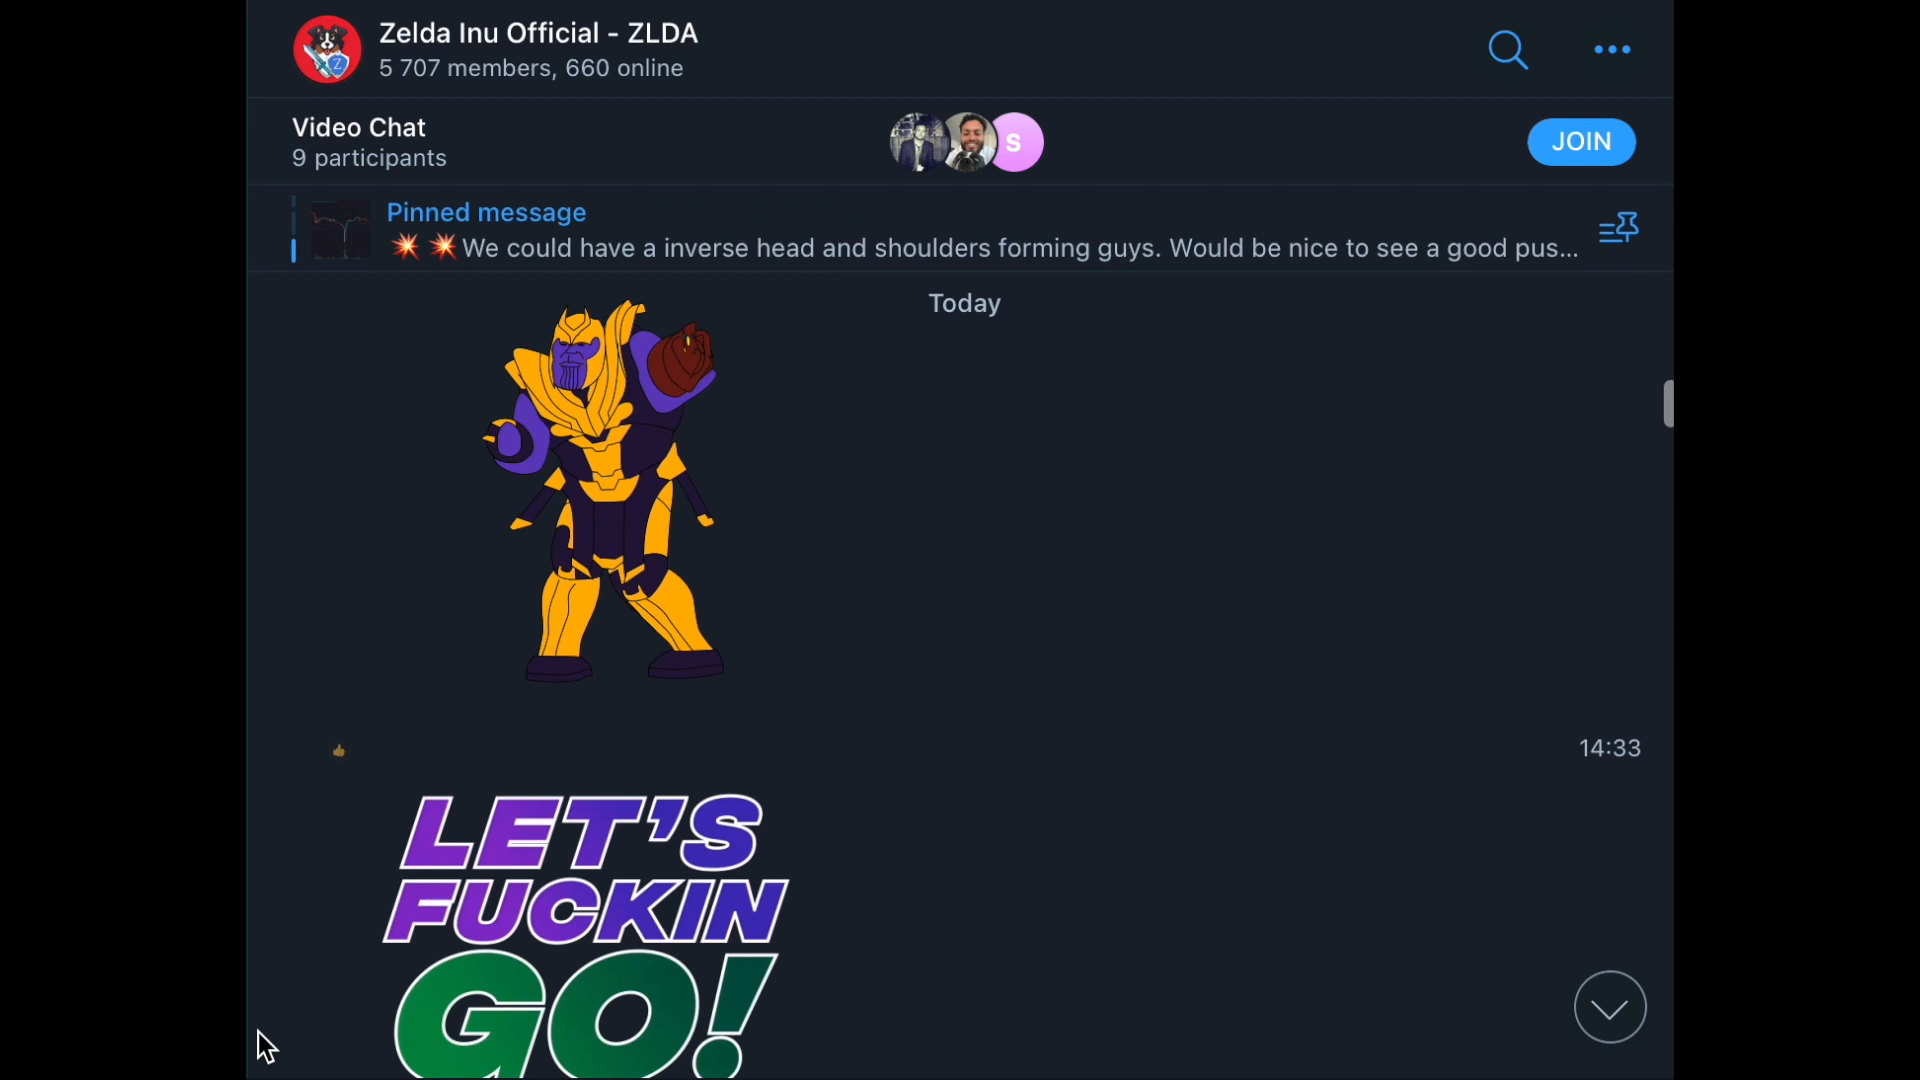 Zelda Inu Official - ZLDA
5 707 members, 660 online
Video Chat
9 participants
S
JOIN
Pinned message
💥 💥We could have a inverse head and shoulders forming guys. Would be nice to see a good pus...
Today
14:33
LET'S
FUCKIN
GO!